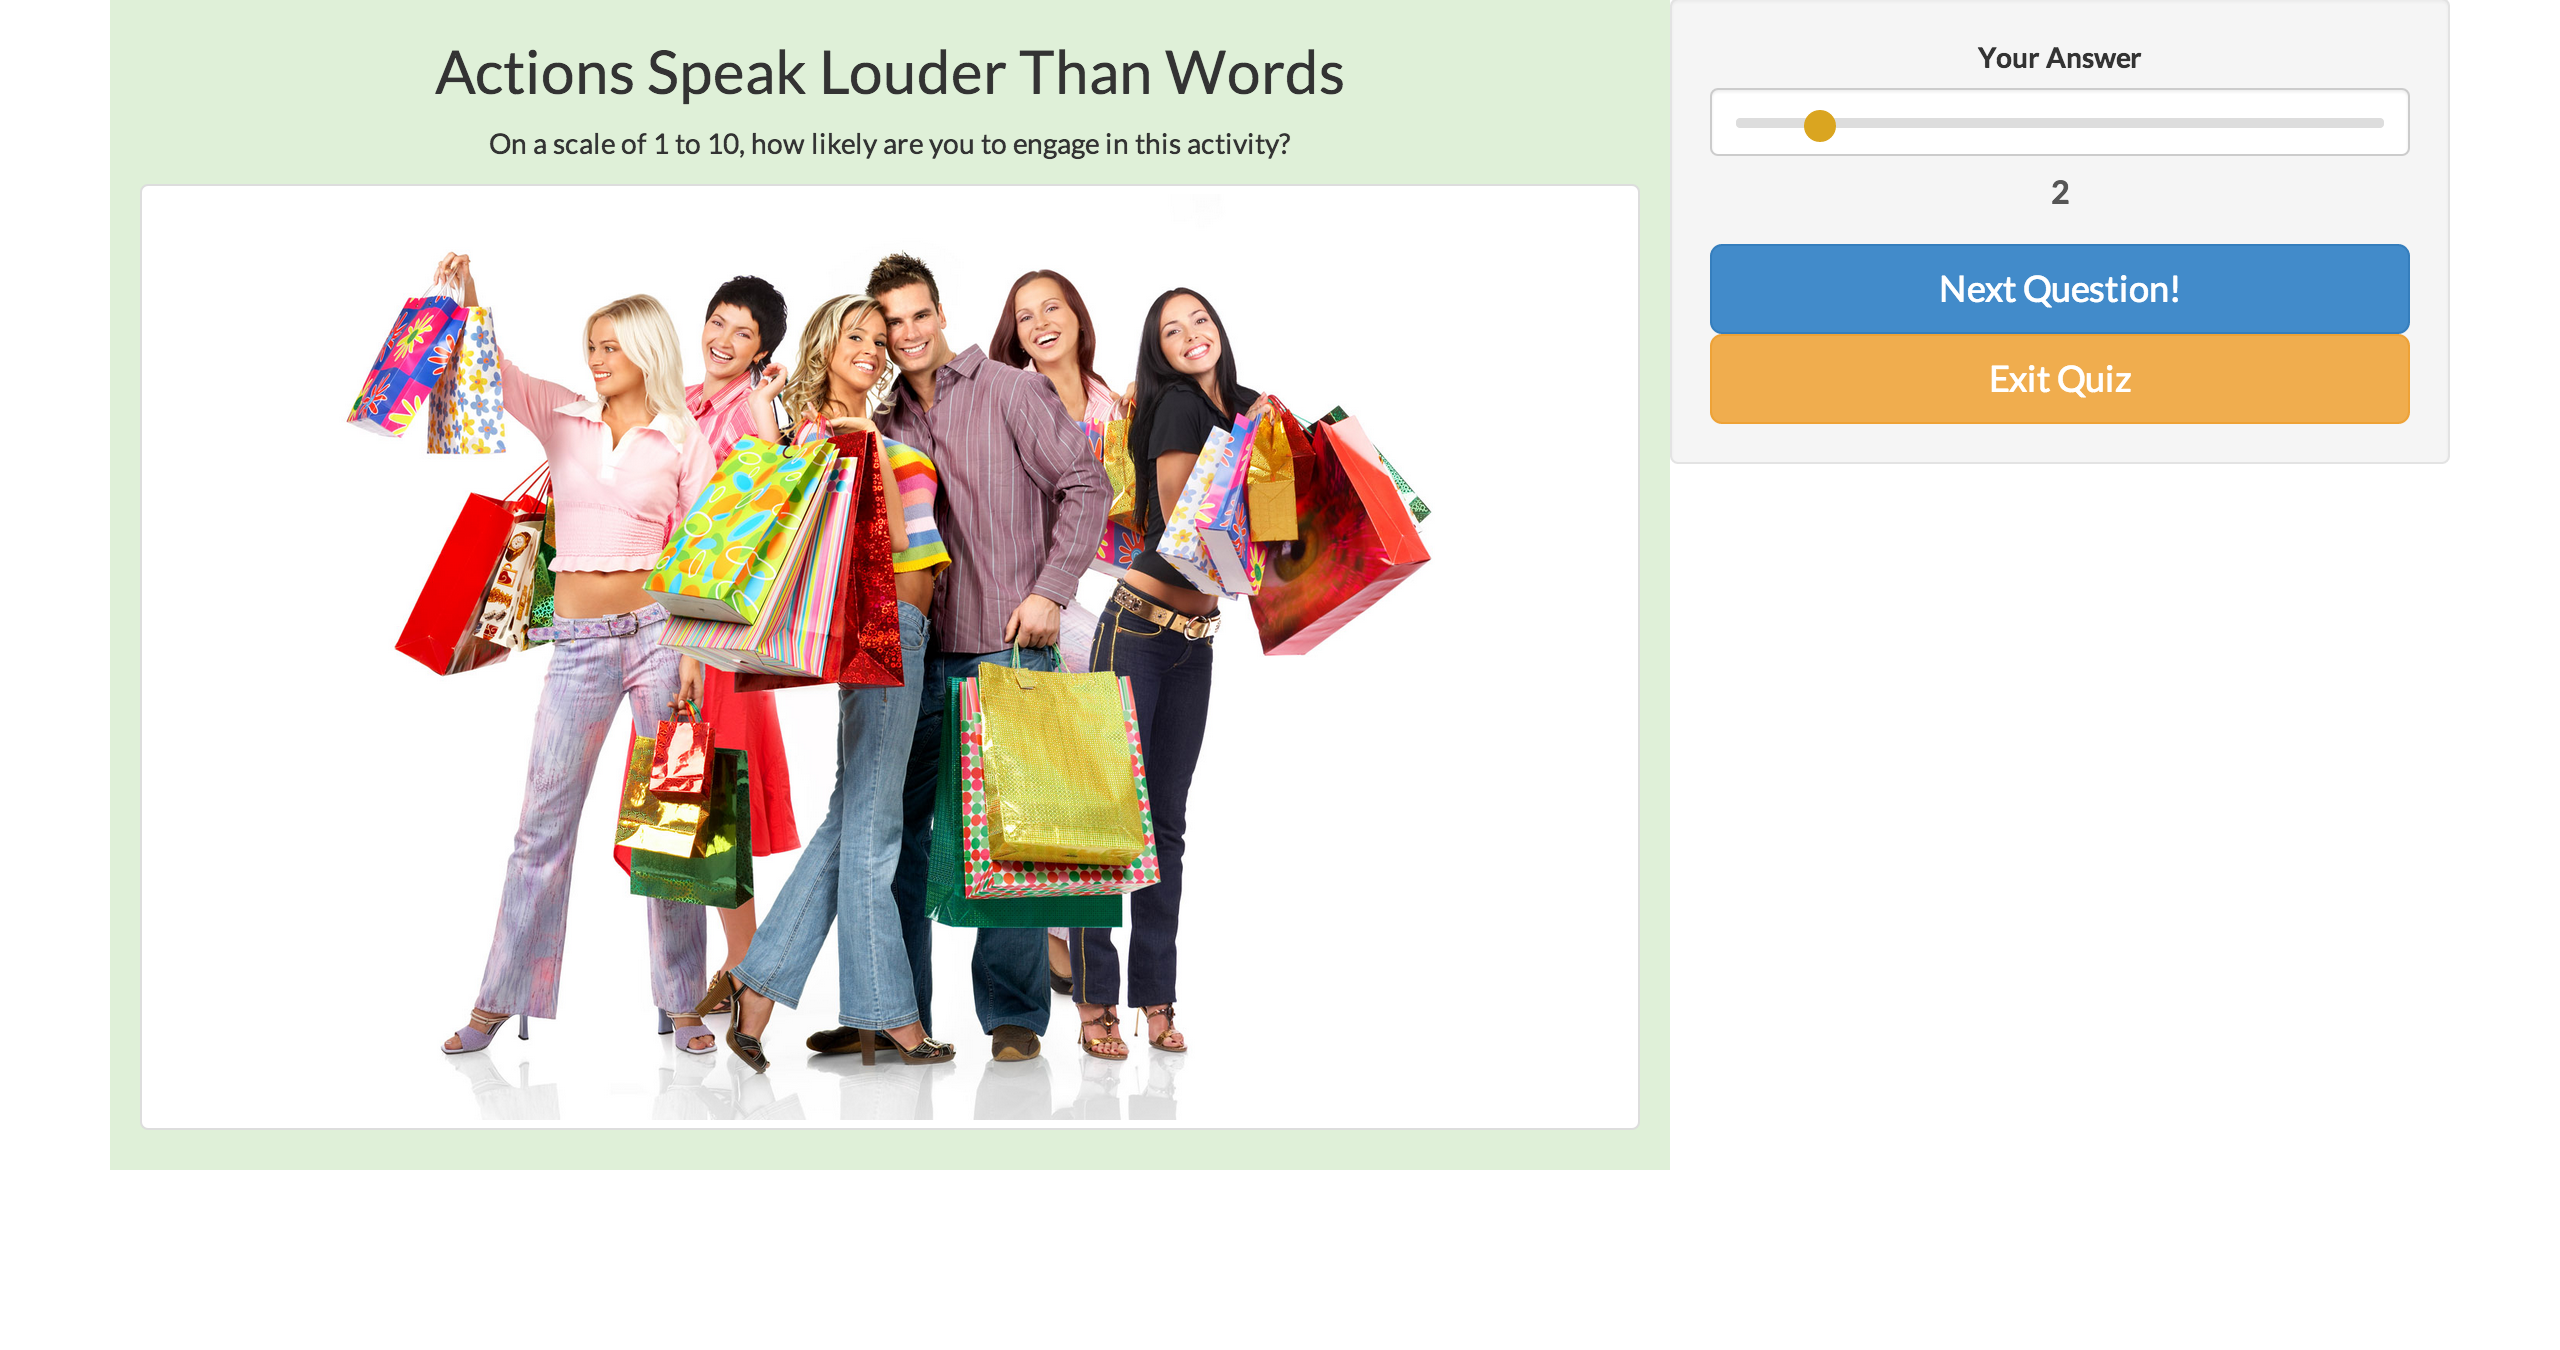 Actions Speak Louder Than Words
On a scale of 1 to 10, how likely are you to engage in this activity?
Your Answer
2
Next Question!
Exit Quiz